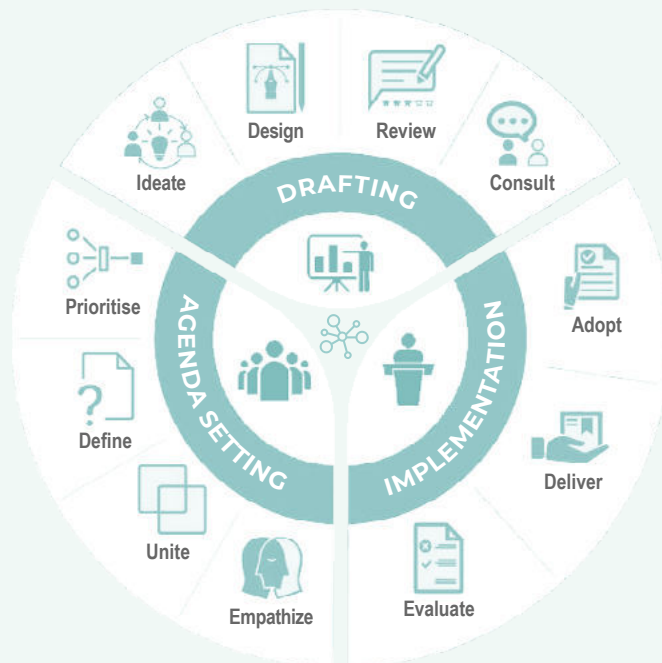 Design
Review
Ideate
Consult
DRAFTING
Prioritise
Adopt
AGENDA SETTING
IMPLEMENTATION
Define
Deliver
Unite
Empathize
Evaluate